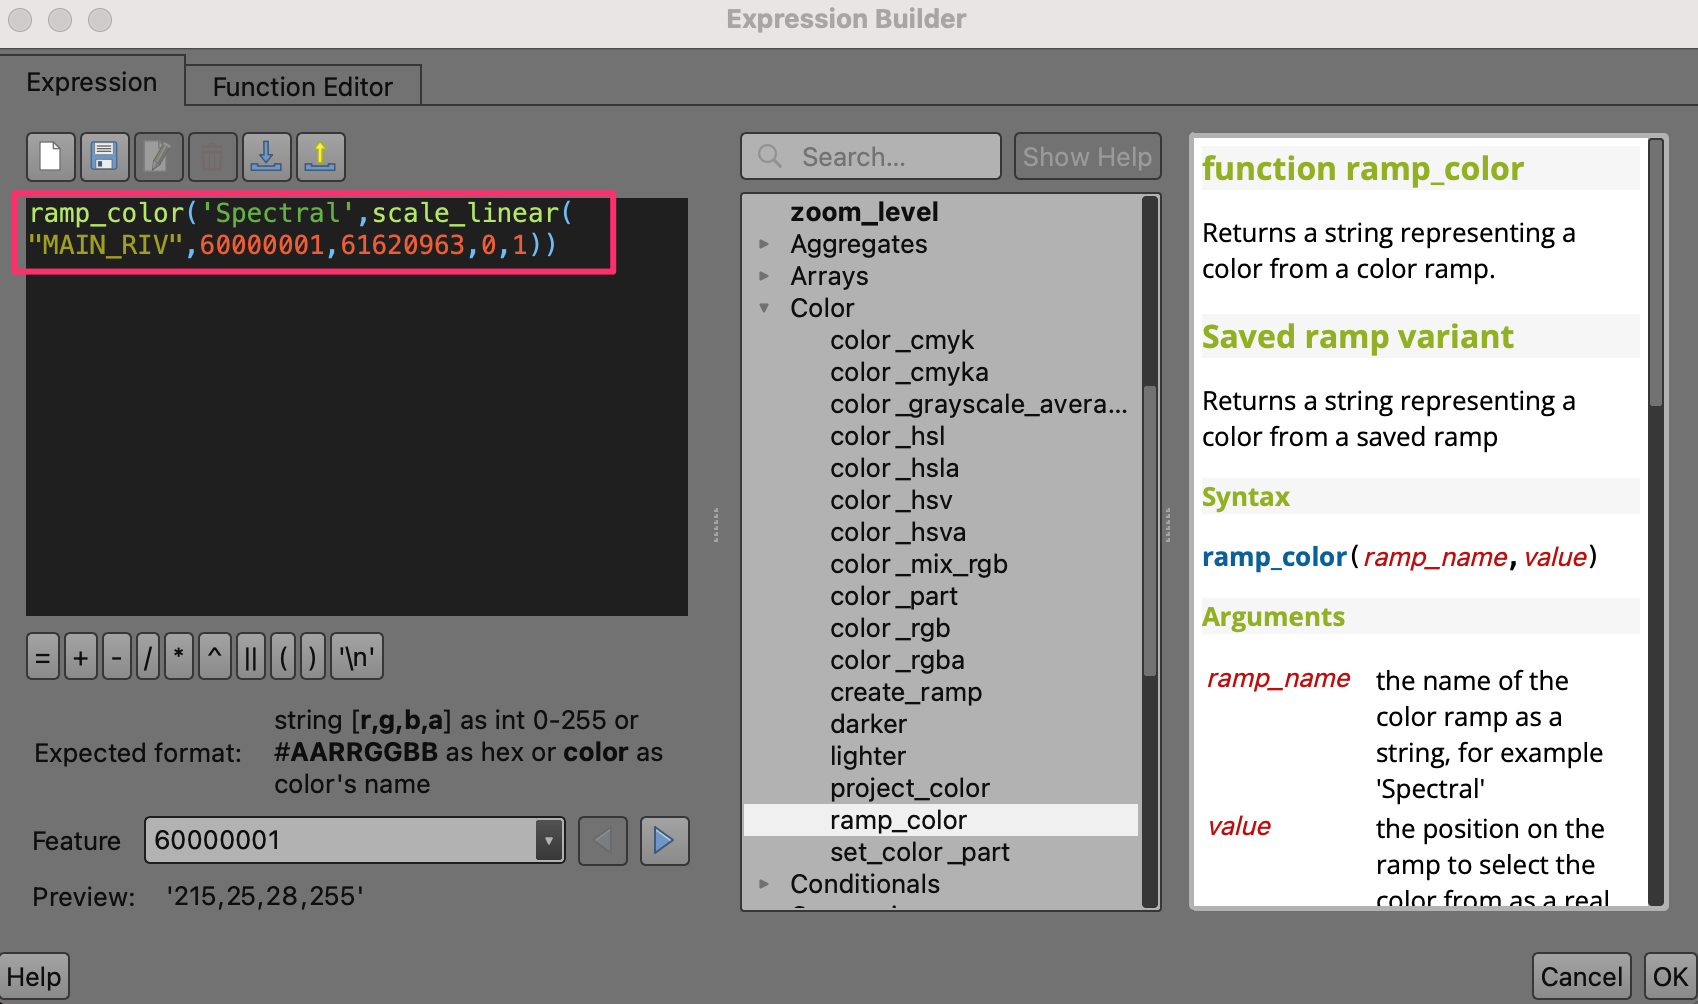 Expression Builder
Expression
Function Editor
ramp_color('Spectral',scale_linear(
"MAIN_RIV",60000001,61620963,0,1))
= + - / * ^ || ( ) '\n'
Expected format:
string [r,g,b,a] as int 0-255 or
#AARRGGBB as hex or color as
color's name
Feature
60000001
Preview:
'215,25,28,255'
Search...
Show Help
zoom_level
Aggregates
Arrays
Color
color_cmyk
color_cmyka
color_grayscale_avera...
color_hsl
color_hsla
color_hsv
color_hsva
color_mix_rgb
color_part
color_rgb
color_rgba
create_ramp
darker
lighter
project_color
ramp_color
set_color_part
Conditionals
function ramp_color
Returns a string representing a
color from a color ramp.
Saved ramp variant
Returns a string representing a
color from a saved ramp
Syntax
ramp_color(ramp_name, value)
Arguments
ramp_name
the name of the
color ramp as a
string, for example
'Spectral'
value
the position on the
ramp to select the
color from as a real
Help
Cancel
OK